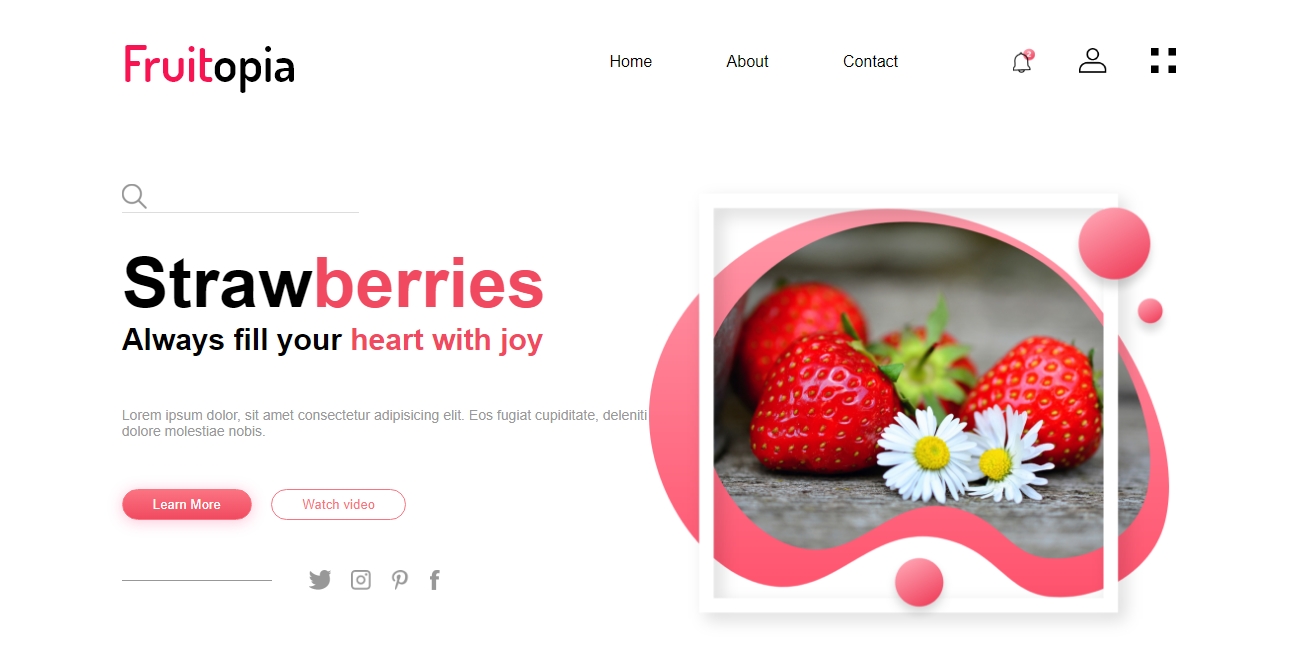 Fruitopia
Home About Contact
2
Strawberries
Always fill your heart with joy
Lorem ipsum dolor, sit amet consectetur adipisicing elit. Eos fugiat cupiditate, deleniti
dolore molestiae nobis.
Learn More Watch video